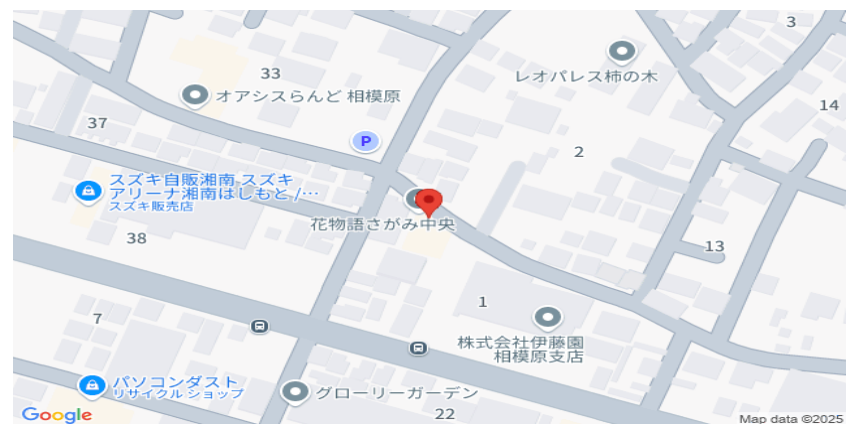 3
33
レオパレス柿の木
オアシスらんど 相模原
14
37
P
2
スズキ自販湘南 スズキ
アリーナ湘南はしもと /…
スズキ販売店
花物語さがみ中央
38
13
1
7
株式会社伊藤園
相模原支店
パソコンダスト
リサイクル ショップ
グローリーガーデン
22
Google
Map data ©2025